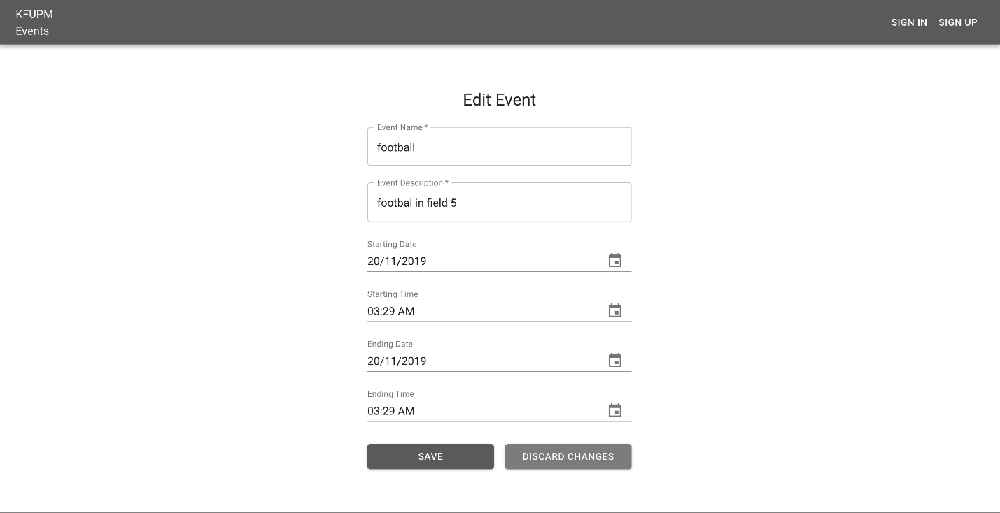 KFUPM
Events
SIGN IN SIGN UP
Edit Event
Event Name *
football
Event Description *
footbal in field 5
Starting Date
20/11/2019
Starting Time
03:29 AM
Ending Date
20/11/2019
Ending Time
03:29 AM
SAVE DISCARD CHANGES